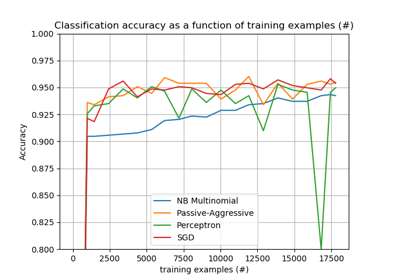 Classification accuracy as a function of training examples (#)
1.000
0.975
0.950
0.925
0.900
0.875
0.850
0.825
0.800
Accuracy
NB Multinomial
Passive-Aggressive
Perceptron
SGD
0 2500 5000 7500 10000 12500 15000 17500
training examples (#)